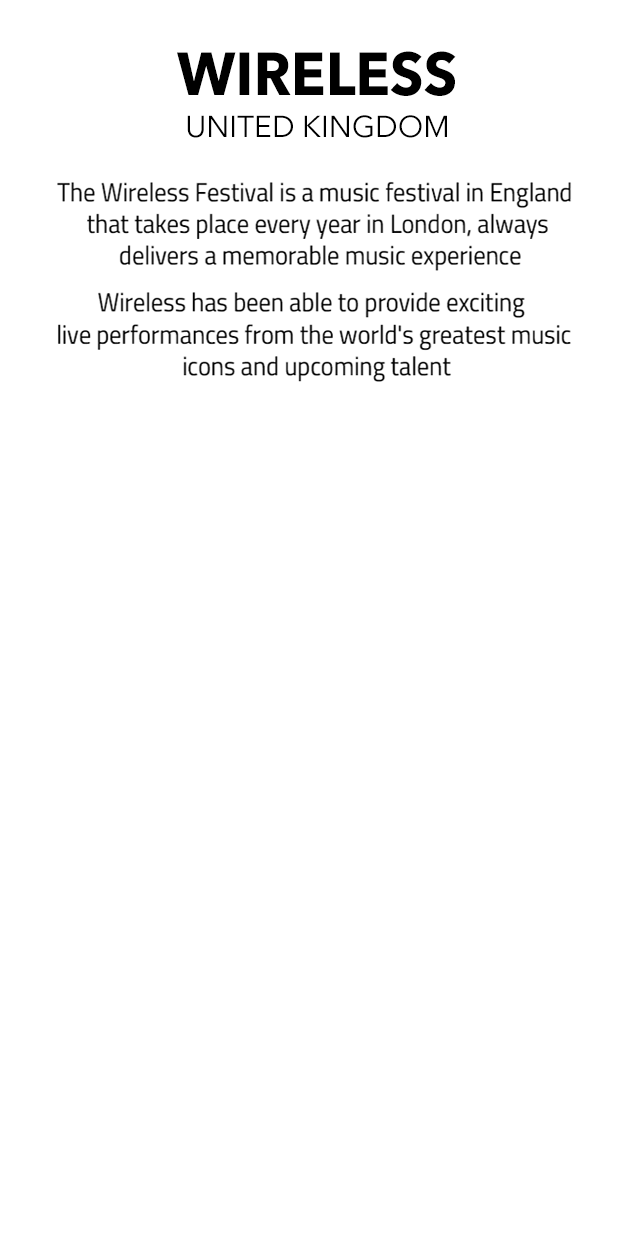 WIRELESS
UNITED KINGDOM
The Wireless Festival is a music festival in England
that takes place every year in London, always
delivers a memorable music experience
Wireless has been able to provide exciting
live performances from the world's greatest music
icons and upcoming talent